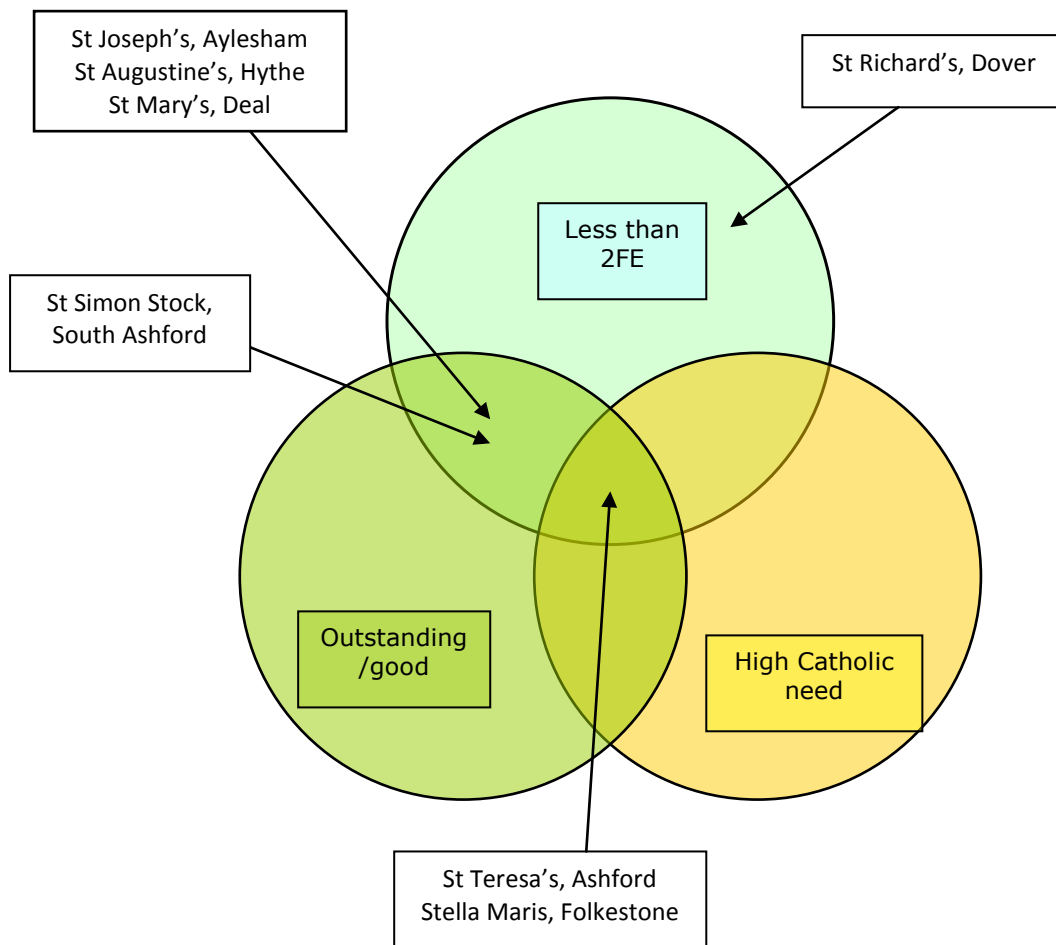 St Joseph’s, Aylesham
St Augustine’s, Hythe
St Mary’s, Deal
St Richard’s, Dover
Less than
2FE
St Simon Stock,
South Ashford
Outstanding
/good
High Catholic
need
St Teresa’s, Ashford
Stella Maris, Folkestone